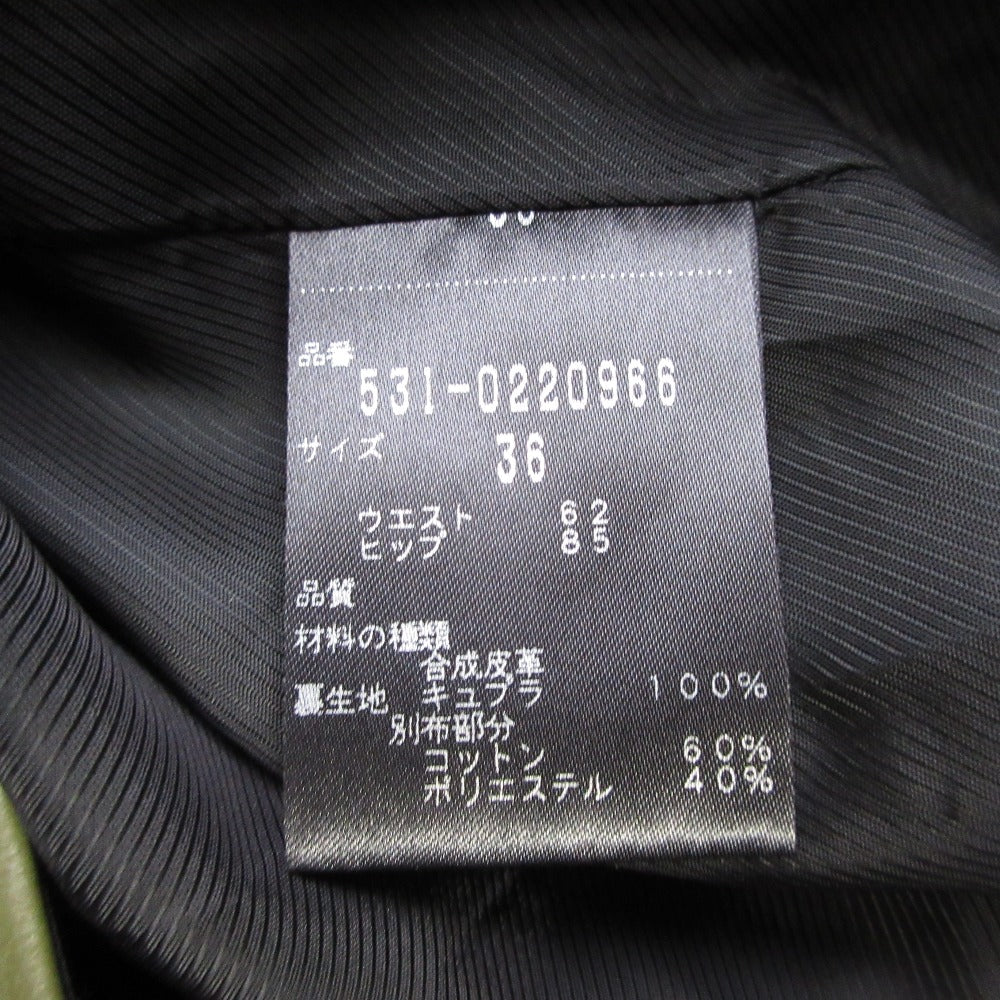 品番
531-0220966
サイズ 36
ウエスト 62
ヒップ 85
品質
材料の種類
合成皮革
裏生地 キュプラ 100%
別布部分
コットン 60%
ポリエステル 40%